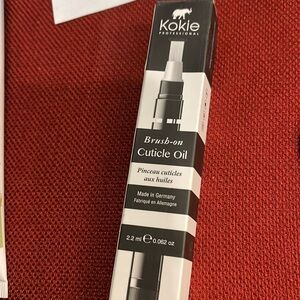 Kokie
PROFESSIONAL
Brush-on
Cuticle Oil
Pinceau cuticles
aux huiles
Made in Germany
Fabriqué en Allemagne
2.2 ml ℮ 0.062 oz